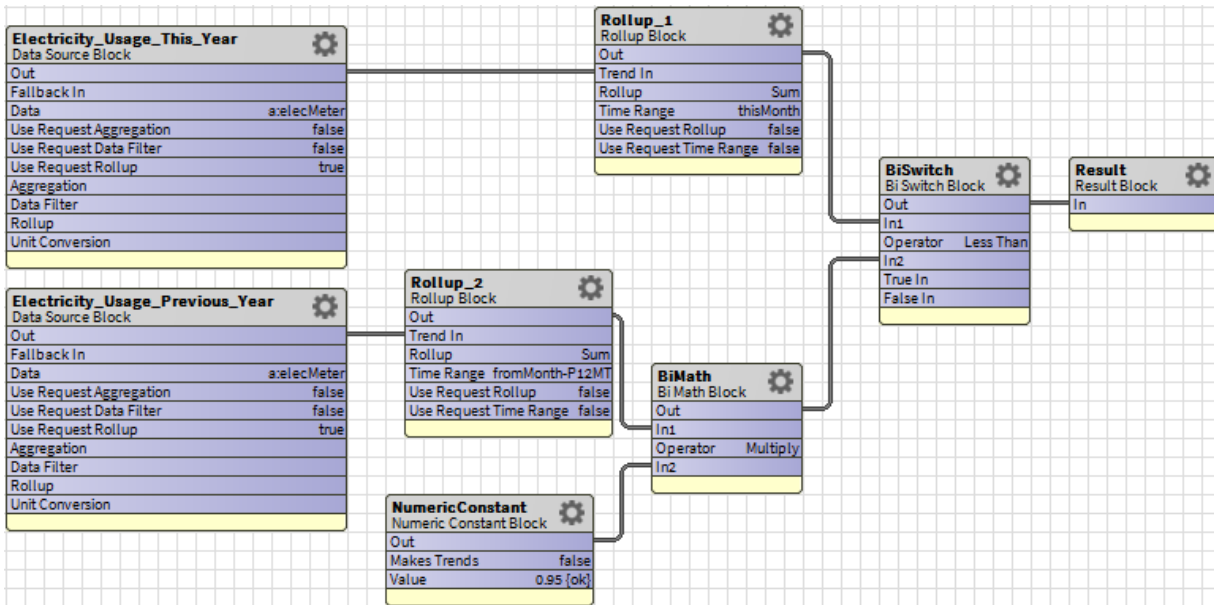 Electricity_Usage_This_Year
Data Source Block
Out
Fallback In
Data a:elecMeter
Use Request Aggregation false
Use Request Data Filter false
Use Request Rollup true
Aggregation
Data Filter
Rollup
Unit Conversion
Rollup_1
Rollup Block
Out
Trend In
Rollup Sum
Time Range thisMonth
Use Request Rollup false
Use Request Time Range false
BiSwitch
Bi Switch Block
Out
In1
Operator Less Than
In2
True In
False In
Result
Result Block
In
Electricity_Usage_Previous_Year
Data Source Block
Out
Fallback In
Data a:elecMeter
Use Request Aggregation false
Use Request Data Filter false
Use Request Rollup true
Aggregation
Data Filter
Rollup
Unit Conversion
Rollup_2
Rollup Block
Out
Trend In
Rollup Sum
Time Range fromMonth-P12MT
Use Request Rollup false
Use Request Time Range false
BiMath
Bi Math Block
Out
In1
Operator Multiply
In2
NumericConstant
Numeric Constant Block
Out
Makes Trends false
Value 0.95 {ok}